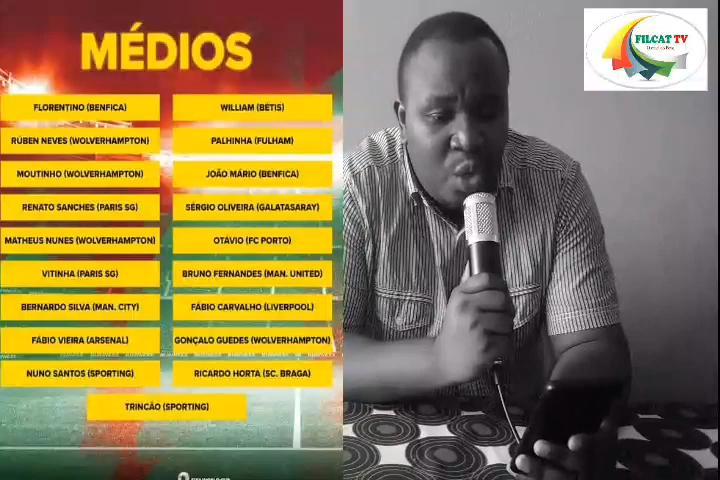 MÉDIOS
FLORENTINO (BENFICA)
WILLIAM (BÉTIS)
RÚBEN NEVES (WOLVERHAMPTON)
PALHINHA (FULHAM)
MOUTINHO (WOLVERHAMPTON)
JOÃO MÁRIO (BENFICA)
RENATO SANCHES (PARIS SG)
SÉRGIO OLIVEIRA (GALATASARAY)
MATHEUS NUNES (WOLVERHAMPTON)
OTÁVIO (FC PORTO)
VITINHA (PARIS SG)
BRUNO FERNANDES (MAN. UNITED)
BERNARDO SILVA (MAN. CITY)
FÁBIO CARVALHO (LIVERPOOL)
FÁBIO VIEIRA (ARSENAL)
GONÇALO GUEDES (WOLVERHAMPTON)
NUNO SANTOS (SPORTING)
RICARDO HORTA (SC. BRAGA)
TRINCÃO (SPORTING)
FILCAT TV